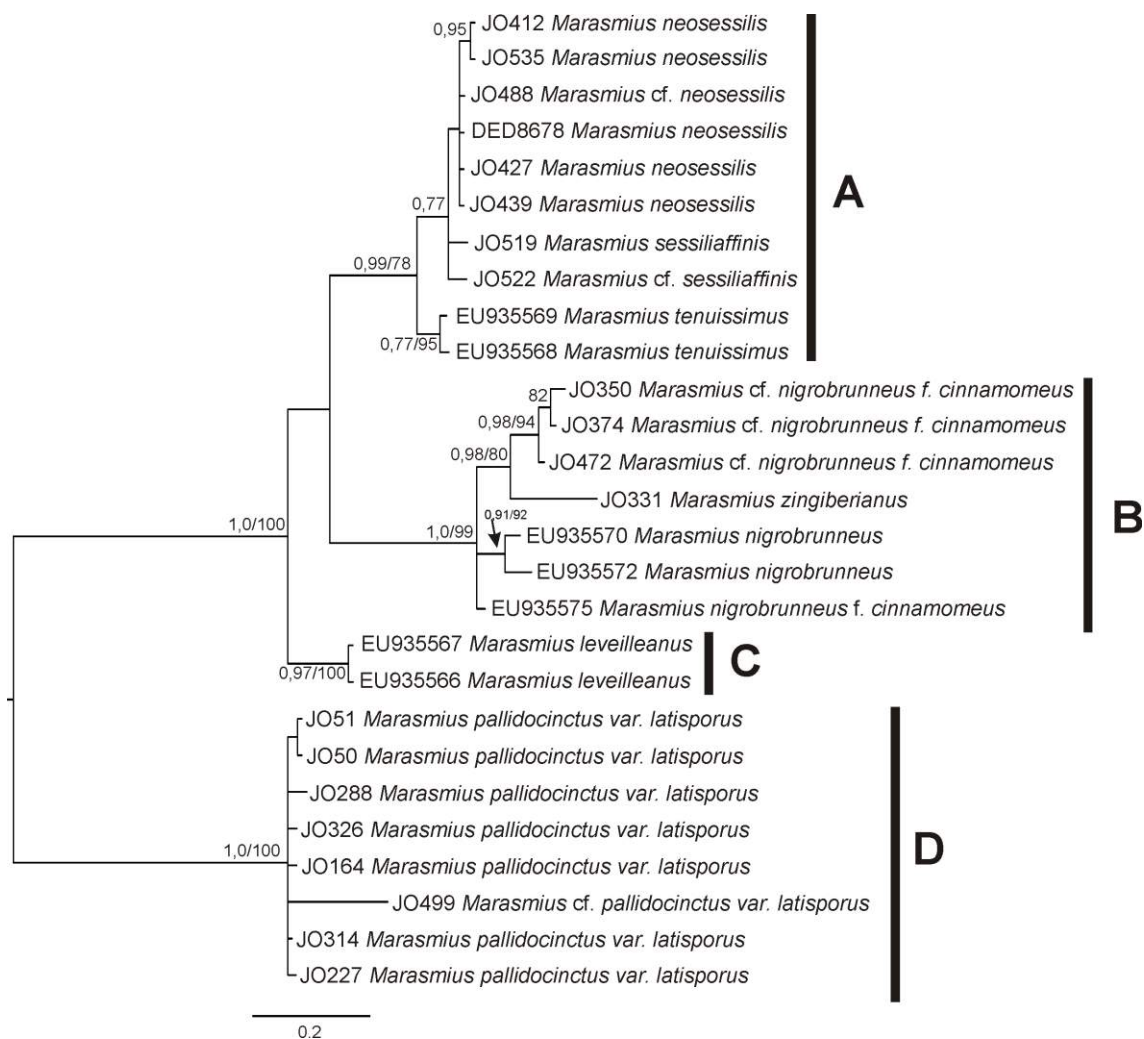 0,95
JO412 Marasmius neosessilis
JO535 Marasmius neosessilis
JO488 Marasmius cf. neosessilis
DED8678 Marasmius neosessilis
JO427 Marasmius neosessilis
A
0,77
JO439 Marasmius neosessilis
JO519 Marasmius sessiliaffinis
0,99/78
JO522 Marasmius cf. sessiliaffinis
EU935569 Marasmius tenuissimus
0,77/95
EU935568 Marasmius tenuissimus
82
JO350 Marasmius cf. nigrobrunneus f. cinnamomeus
0,98/94
JO374 Marasmius cf. nigrobrunneus f. cinnamomeus
0,98/80
JO472 Marasmius cf. nigrobrunneus f. cinnamomeus
JO331 Marasmius zingiberianus
B
0,91/92
1,0/100
1,0/99
EU935570 Marasmius nigrobrunneus
EU935572 Marasmius nigrobrunneus
EU935575 Marasmius nigrobrunneus f. cinnamomeus
EU935567 Marasmius leveilleanus
C
0,97/100
EU935566 Marasmius leveilleanus
JO51 Marasmius pallidocinctus var. latisporus
JO50 Marasmius pallidocinctus var. latisporus
JO288 Marasmius pallidocinctus var. latisporus
JO326 Marasmius pallidocinctus var. latisporus
D
1,0/100
JO164 Marasmius pallidocinctus var. latisporus
JO499 Marasmius cf. pallidocinctus var. latisporus
JO314 Marasmius pallidocinctus var. latisporus
JO227 Marasmius pallidocinctus var. latisporus
0.2